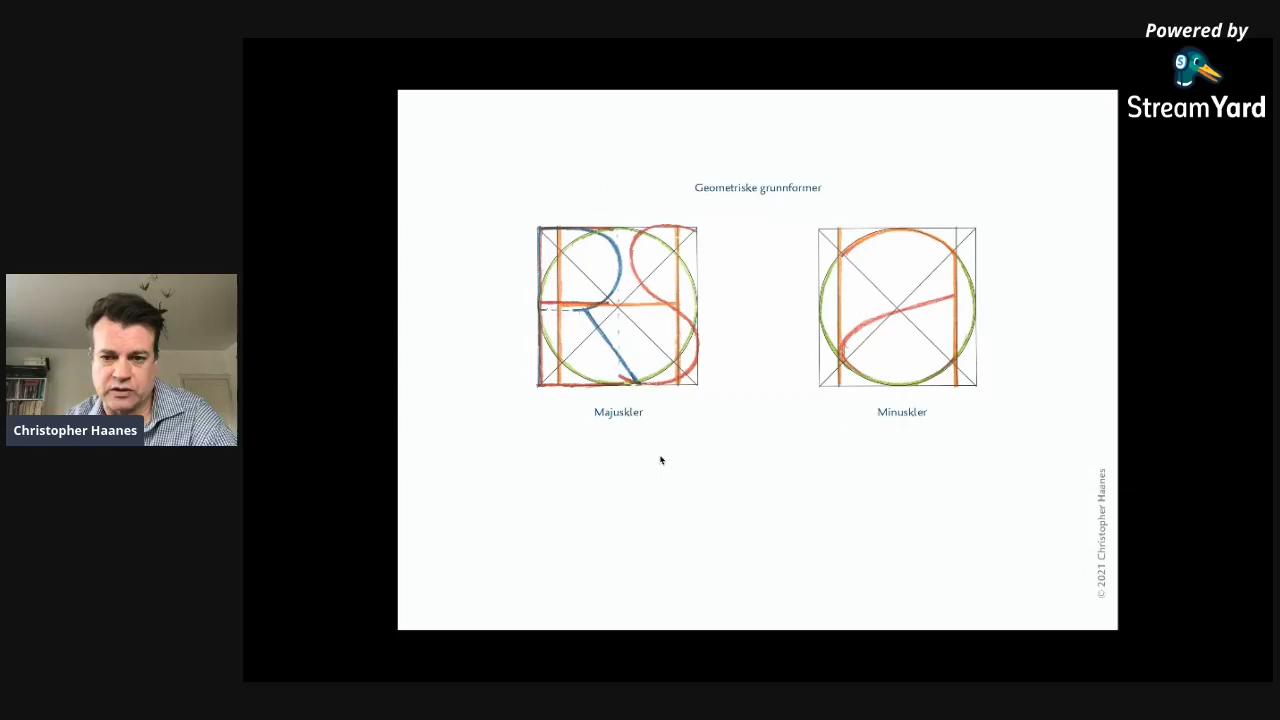 Powered by
StreamYard
Geometriske grunnformer
Majuskler
Minuskler
Christopher Haanes
© 2021 Christopher Haanes